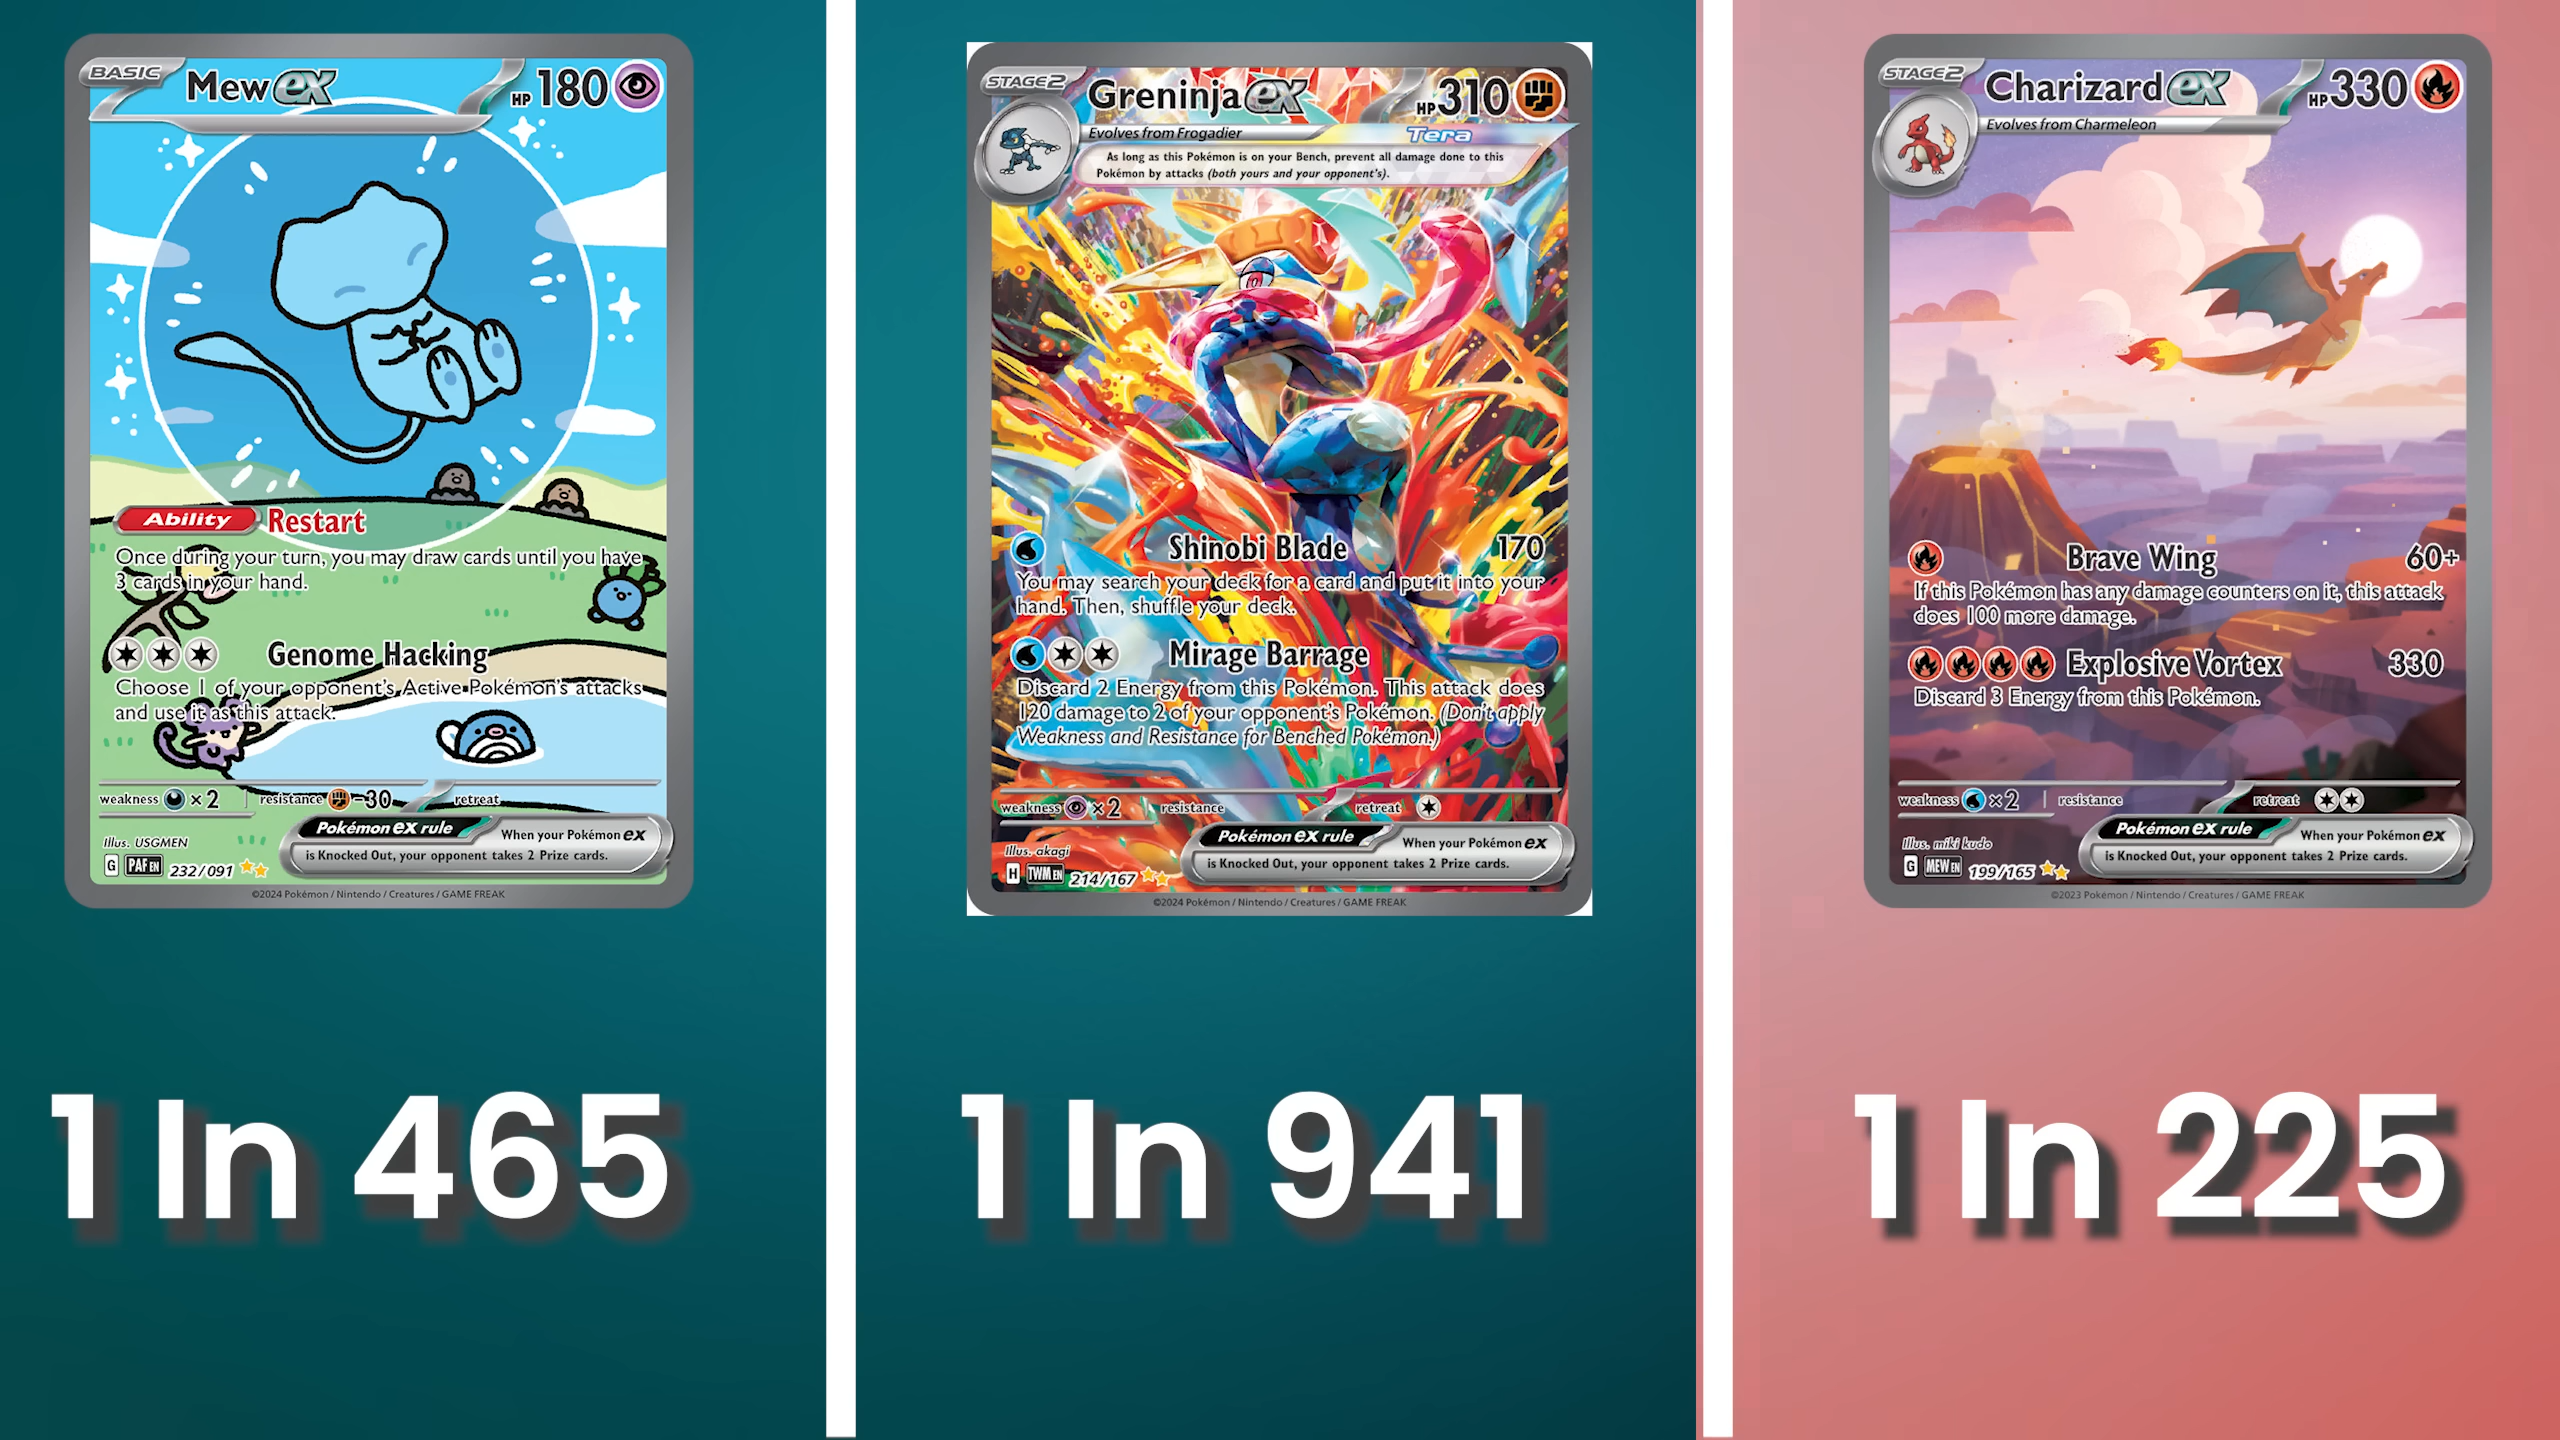 BASIC Mew ex HP 180
Ability Restart
Once during your turn, you may draw cards until you have
3 cards in your hand.
Genome Hacking
Choose 1 of your opponent's Active Pokémon's attacks
and use it as this attack.
weakness ×2 resistance -30 retreat
Pokémon ex rule When your Pokémon ex
is Knocked Out, your opponent takes 2 Prize cards.
Illus. USGMEN
G PAF EN 232/091
©2024 Pokémon / Nintendo / Creatures / GAME FREAK
1 In 465
STAGE2 Greninja ex HP 310
Evolves from Frogadier Tera
As long as this Pokémon is on your Bench, prevent all damage done to this
Pokémon by attacks (both yours and your opponent's).
Shinobi Blade 170
You may search your deck for a card and put it into your
hand. Then, shuffle your deck.
Mirage Barrage
Discard 2 Energy from this Pokémon. This attack does
120 damage to 2 of your opponent's Pokémon. (Don't apply
Weakness and Resistance for Benched Pokémon.)
weakness ×2 resistance retreat
Pokémon ex rule When your Pokémon ex
is Knocked Out, your opponent takes 2 Prize cards.
Illus. akagi
H TWM EN 214/167
©2024 Pokémon / Nintendo / Creatures / GAME FREAK
1 In 941
STAGE2 Charizard ex HP 330
Evolves from Charmeleon
Brave Wing 60+
If this Pokémon has any damage counters on it, this attack
does 100 more damage.
Explosive Vortex 330
Discard 3 Energy from this Pokémon.
weakness ×2 resistance retreat
Pokémon ex rule When your Pokémon ex
is Knocked Out, your opponent takes 2 Prize cards.
Illus. miki kudo
G MEW EN 199/165
©2023 Pokémon / Nintendo / Creatures / GAME FREAK
1 In 225